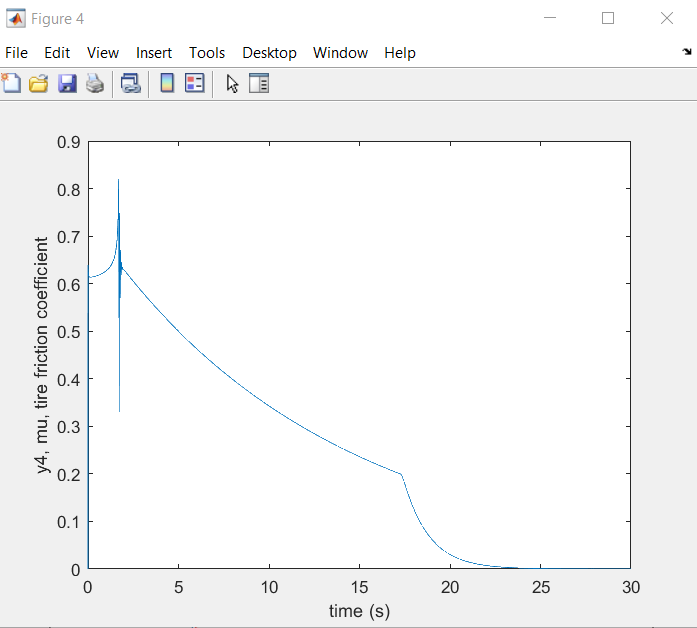 Figure 4
File Edit View Insert Tools Desktop Window Help
0.9
0.8
0.7
0.6
0.5
0.4
0.3
0.2
0.1
0
y4, mu, tire friction coefficient
0 5 10 15 20 25 30
time (s)